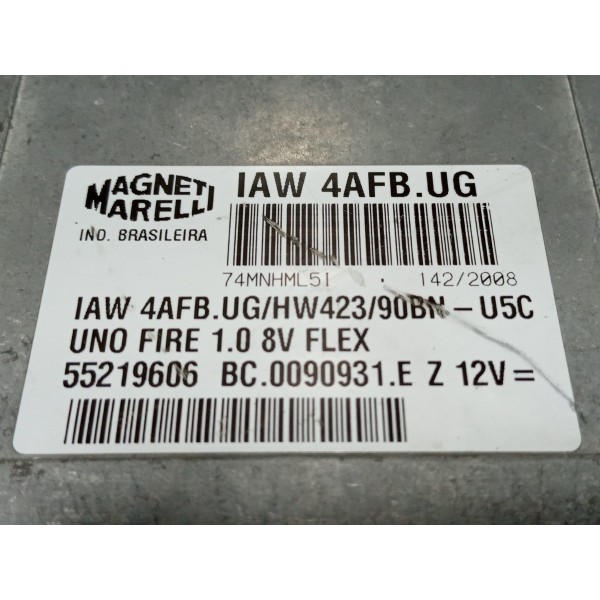 MAGNETI MARELLI
IAW 4AFB.UG
IND. BRASILEIRA
74MNHML5I . 142/2008
IAW 4AFB.UG/HW423/90BN-U5C
UNO FIRE 1.0 8V FLEX
55219606 BC.0090931.E Z 12V=